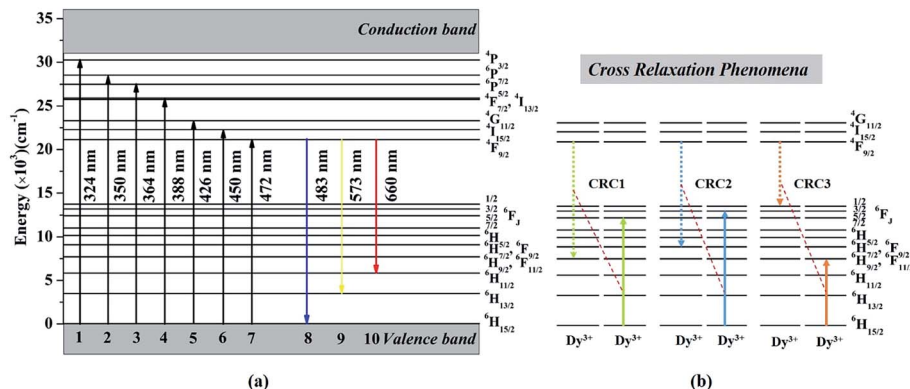 35
Conduction band
30
25
20
15
10
5
0
Energy (×10³)(cm⁻¹)
⁴P₃/₂
⁶P₇/₂
⁶P₅/₂
⁴F₇/₂, ⁴I₁₃/₂
⁴G₁₁/₂
⁴I₁₅/₂
⁴F₉/₂
324 nm
350 nm
364 nm
388 nm
426 nm
450 nm
472 nm
483 nm
573 nm
660 nm
1/2
3/2
5/2
7/2
⁶F_J
⁶H₅/₂
⁶H₇/₂, ⁶F₉/₂
⁶H₉/₂, ⁶F₁₁/₂
⁶H₁₁/₂
⁶H₁₃/₂
⁶H₁₅/₂
1 2 3 4 5 6 7 8 9 10 Valence band
(a)
Cross Relaxation Phenomena
⁴G₁₁/₂
⁴I₁₅/₂
⁴F₉/₂
CRC1 CRC2 CRC3
1/2
3/2
5/2
7/2
⁶F_J
⁶H₅/₂
⁶H₇/₂, ⁶F₉/₂
⁶H₉/₂, ⁶F₁₁/₂
⁶H₁₁/₂
⁶H₁₃/₂
⁶H₁₅/₂
Dy³⁺ Dy³⁺ Dy³⁺ Dy³⁺ Dy³⁺ Dy³⁺
(b)